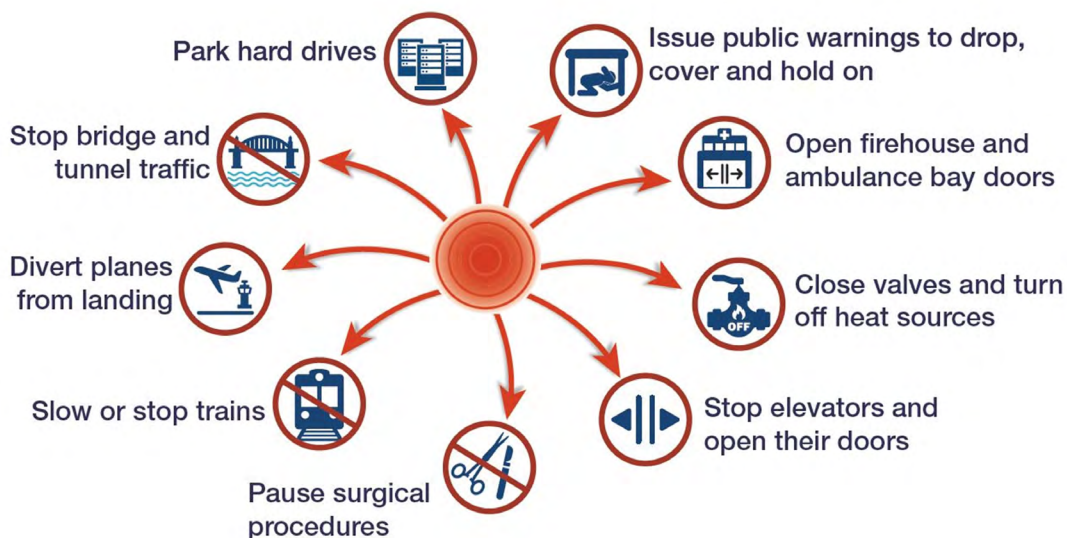 Park hard drives
Issue public warnings to drop,
cover and hold on
Stop bridge and
tunnel traffic
Open firehouse and
ambulance bay doors
Divert planes
from landing
Close valves and turn
off heat sources
OFF
Slow or stop trains
Stop elevators and
open their doors
Pause surgical
procedures